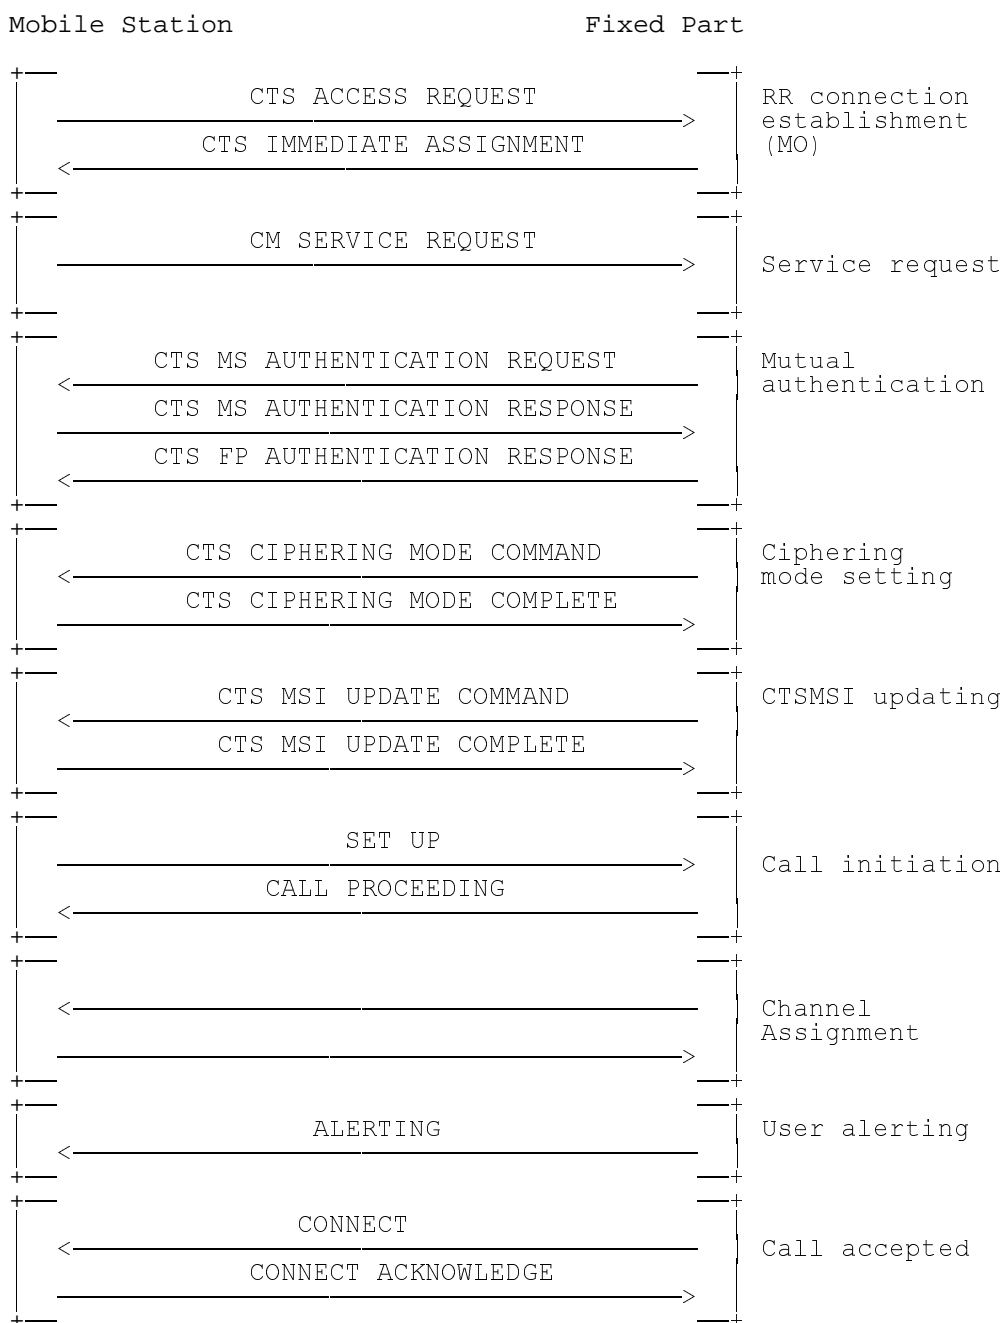 Mobile Station Fixed Part
CTS ACCESS REQUEST RR connection
establishment
CTS IMMEDIATE ASSIGNMENT (MO)
CM SERVICE REQUEST
Service request
CTS MS AUTHENTICATION REQUEST Mutual
authentication
CTS MS AUTHENTICATION RESPONSE
CTS FP AUTHENTICATION RESPONSE
CTS CIPHERING MODE COMMAND Ciphering
mode setting
CTS CIPHERING MODE COMPLETE
CTS MSI UPDATE COMMAND CTSMSI updating
CTS MSI UPDATE COMPLETE
SET UP
Call initiation
CALL PROCEEDING
Channel
Assignment
ALERTING User alerting
CONNECT
Call accepted
CONNECT ACKNOWLEDGE